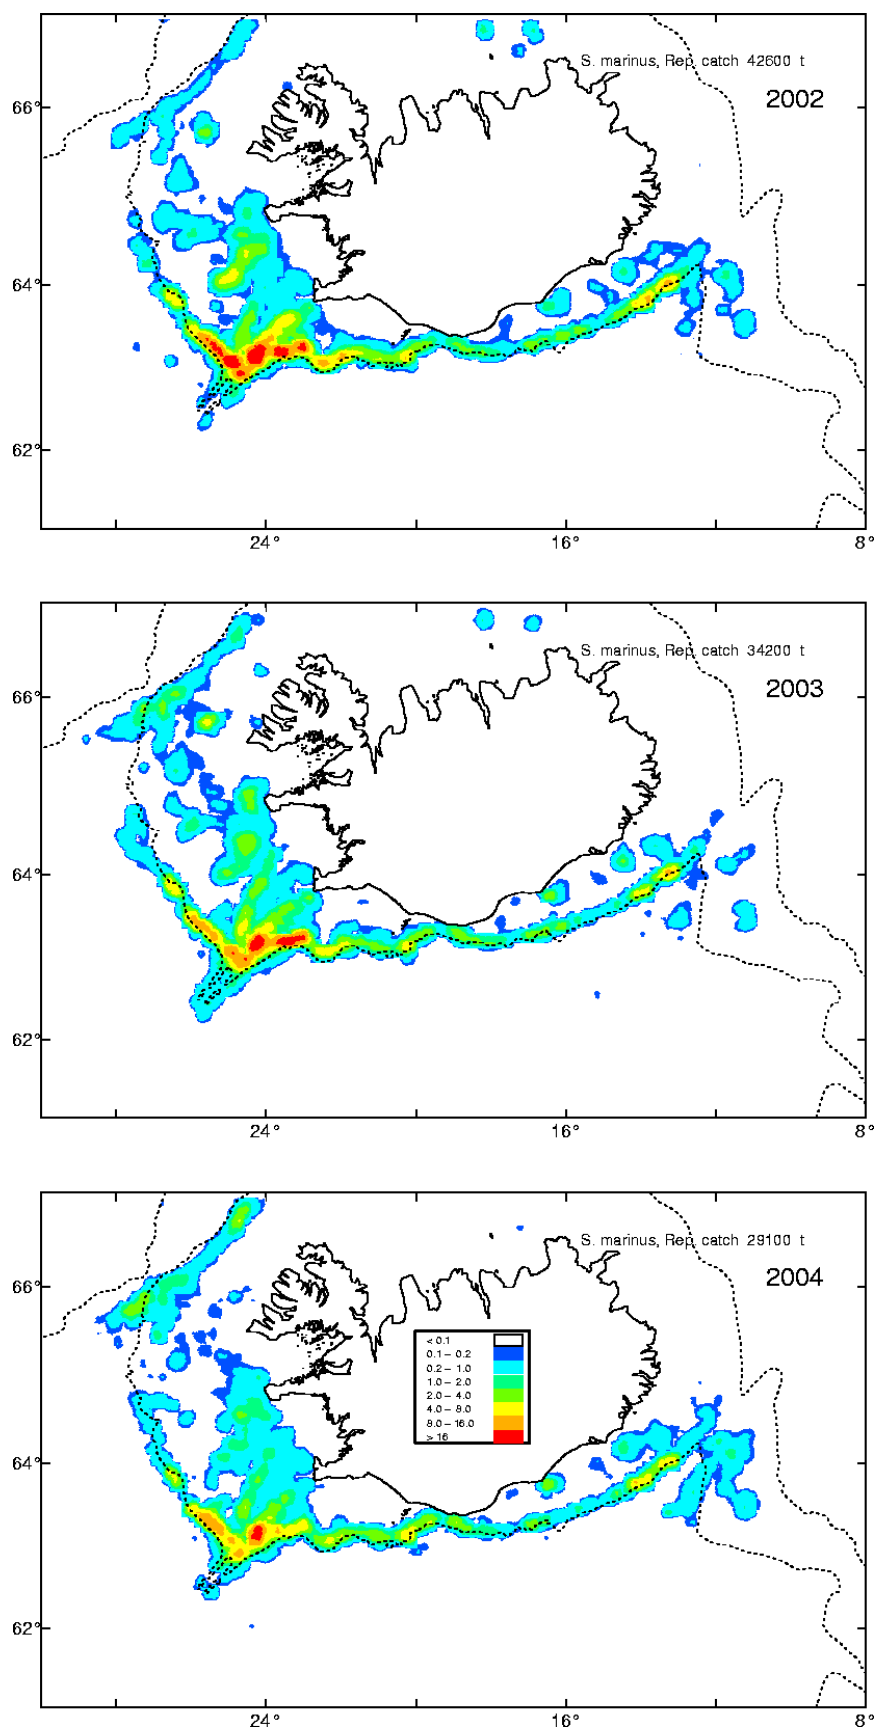 S. marinus, Rep. catch 42600 t
66°
2002
64°
62°
24° 16° 8°
S. marinus, Rep. catch 34200 t
66°
2003
64°
62°
24° 16° 8°
S. marinus, Rep. catch 29100 t
66°
2004
< 0.1
0.1 – 0.2
0.2 – 1.0
1.0 – 2.0
2.0 – 4.0
4.0 – 8.0
8.0 – 16.0
> 16
64°
62°
24° 16° 8°